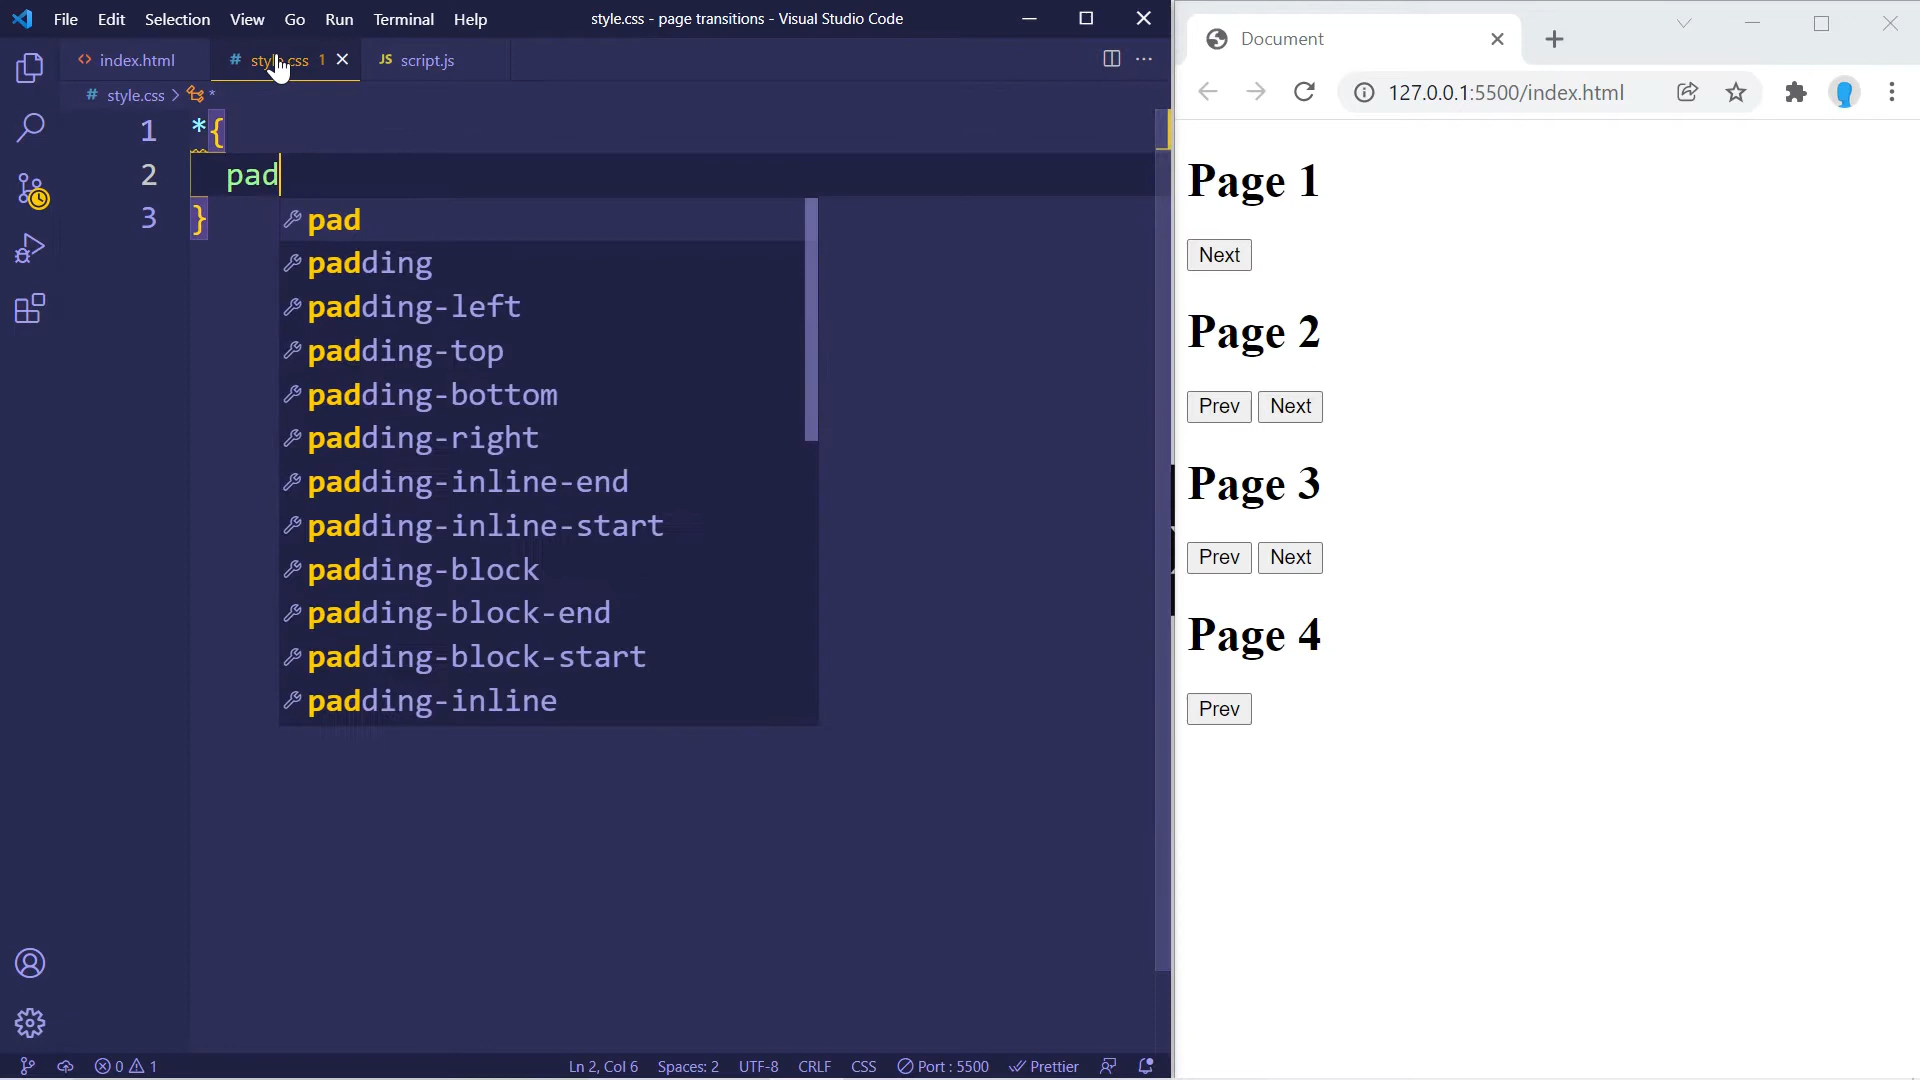 File Edit Selection View Go Run Terminal Help
style.css - page transitions - Visual Studio Code
index.html
# style.css 1
JS script.js
# style.css > *
1 *{
2 pad
3 }
pad
padding
padding-left
padding-top
padding-bottom
padding-right
padding-inline-end
padding-inline-start
padding-block
padding-block-end
padding-block-start
padding-inline
0 1
Ln 2, Col 6 Spaces: 2 UTF-8 CRLF CSS Port : 5500 Prettier
Document
127.0.0.1:5500/index.html
Page 1
Next
Page 2
Prev Next
Page 3
Prev Next
Page 4
Prev